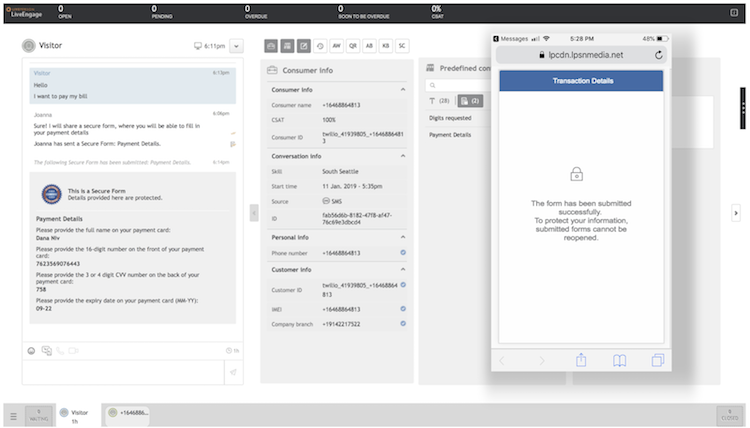 LIVEPERSON
LiveEngage
0
OPEN
0
PENDING
0
OVERDUE
0
SOON TO BE OVERDUE
0%
CSAT
Visitor
6:11pm
Visitor
6:13pm
Hello
I want to pay my bill
Joanna
6:08pm
Sure! I will share a secure form, where you will be able to fill in
your payment details
Joanna has sent a Secure Form: Payment Details.
The following Secure Form has been submitted: Payment Details.
6:14pm
This is a Secure Form
Details provided here are protected.
Payment Details
Please provide the full name on your payment card:
Dana Niv
Please provide the 16-digit number on the front of your payment
card:
7623569076443
Please provide the 3 or 4 digit CVV number on the back of your
payment card:
758
Please provide the expiry date on your payment card (MM-YY):
09-22
1h
AW
QR
AB
KB
SC
Consumer info
Consumer info
Consumer name
+16468864813
CSAT
100%
Consumer ID
twilio_41939805_+1646886481
3
Conversation info
Skill
South Seattle
Start time
11 Jan. 2019 - 5:35pm
Source
SMS
ID
fab56d6b-8182-47f8-af47-
76c69e3dbcd4
Personal info
Phone number
+16468864813
Customer info
Customer ID
twilio_41939805_+16468864
813
IMEI
+16468864813
Company branch
+19142217522
Predefined con
(28)
(2)
Digits requested
Payment Details
Messages
5:28 PM
48%
lpcdn.lpsnmedia.net
Transaction Details
The form has been submitted
successfully.
To protect your information,
submitted forms cannot be
reopened.
WAITING
Visitor
1h
+1646886...
CLOSED